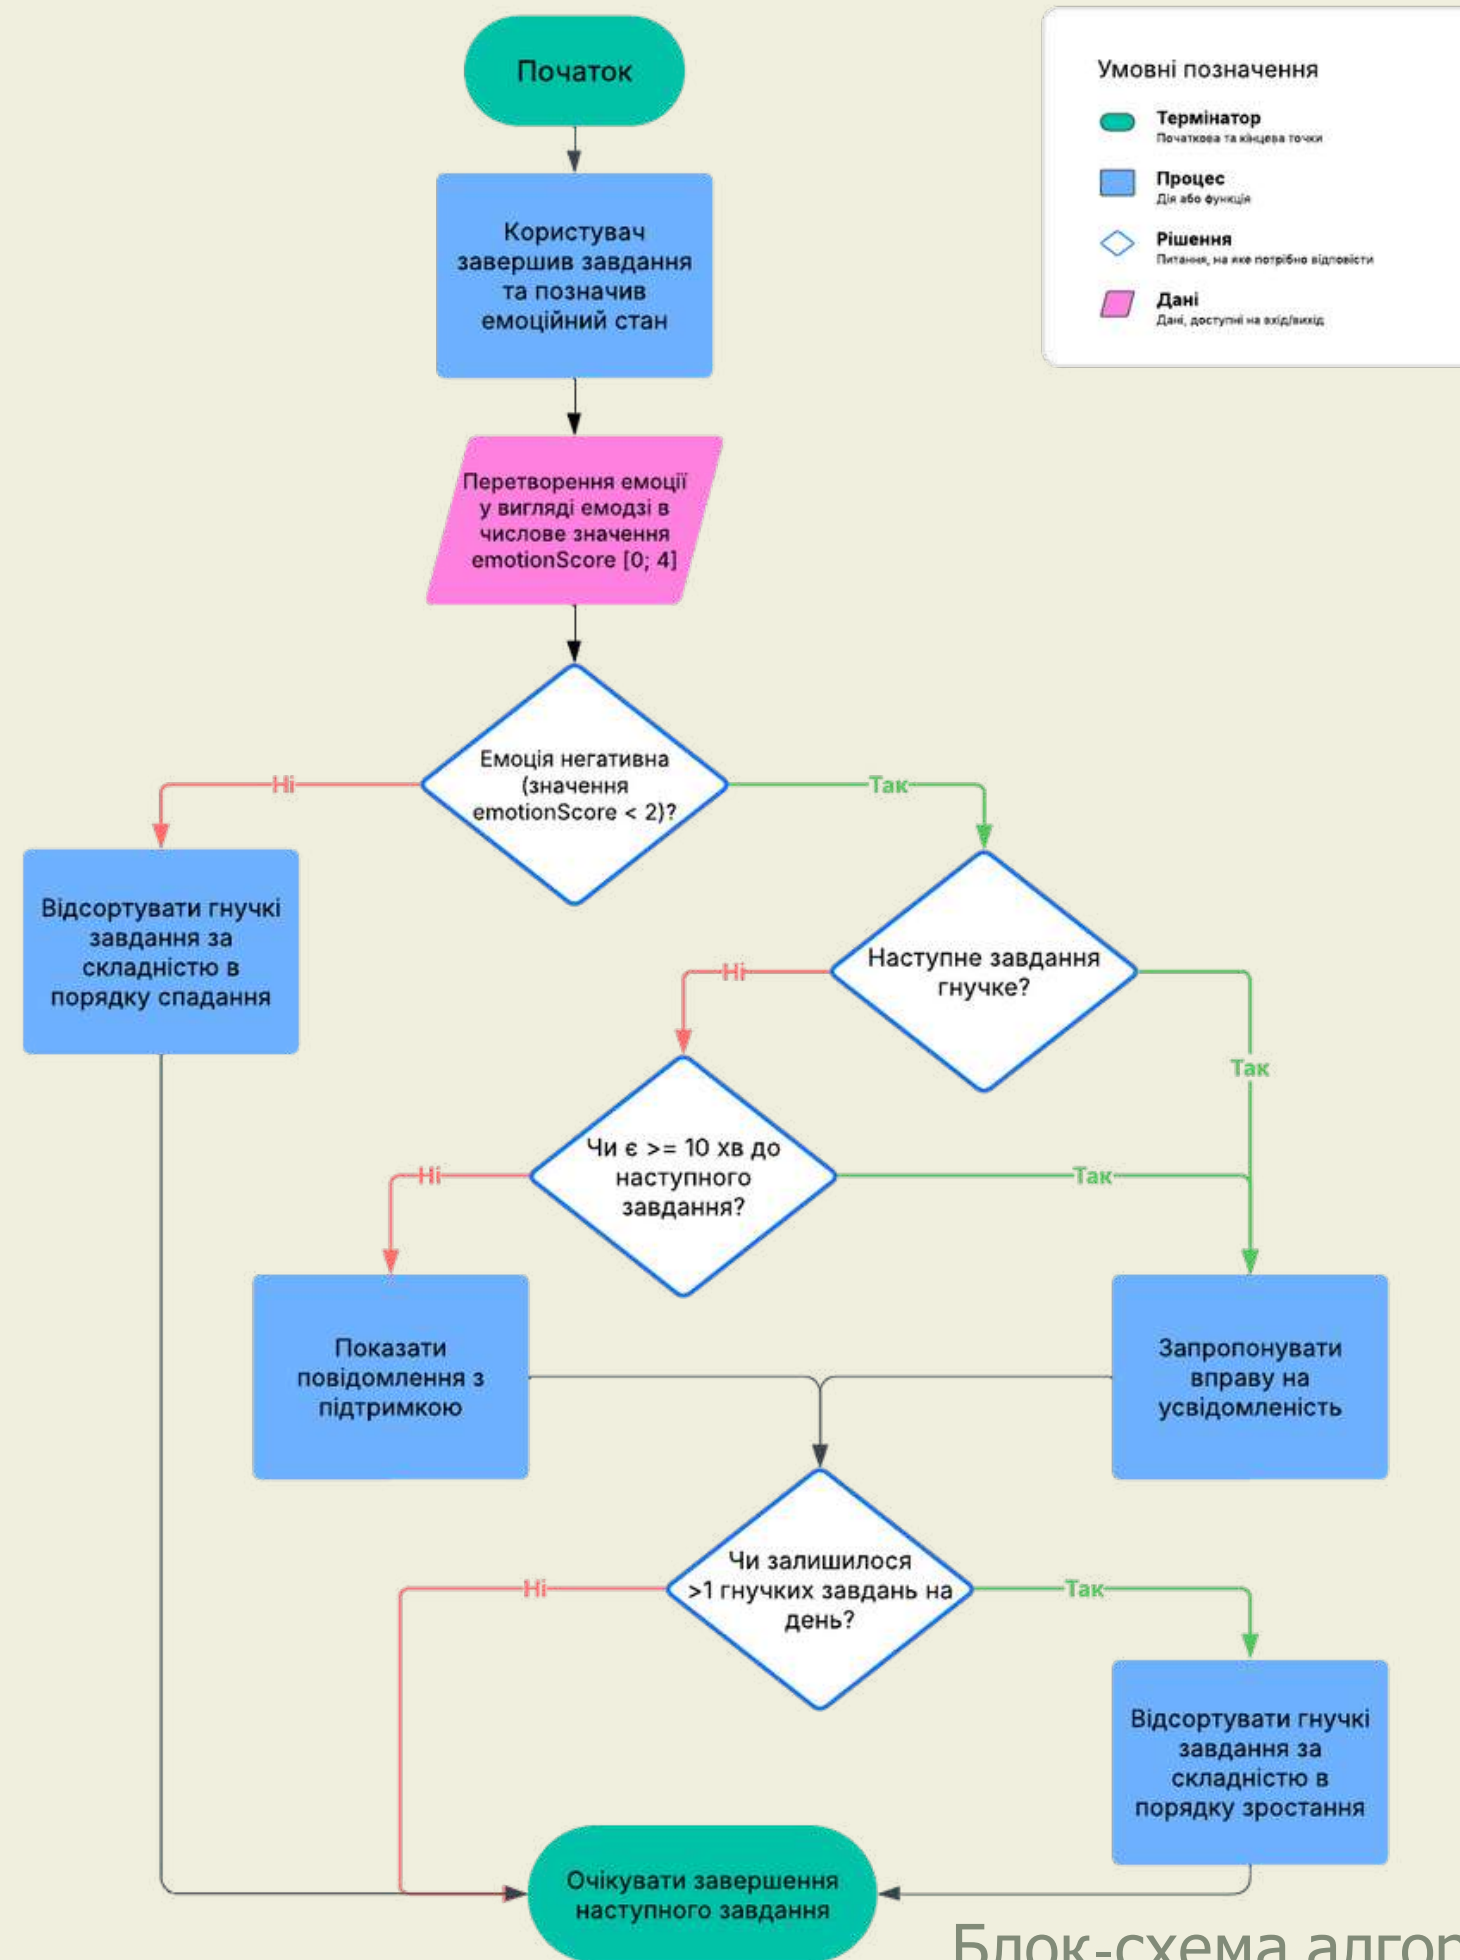 Початок
Умовні позначення
Термінатор
Початкова та кінцева точки
Процес
Дія або функція
Рішення
Питання, на яке потрібно відповісти
Дані
Дані, доступні на вхід/вихід
Користувач
завершив завдання
та позначив
емоційний стан
Перетворення емоції
у вигляді емодзі в
числове значення
emotionScore [0; 4]
Емоція негативна
(значення
emotionScore < 2)?
Ні
Так
Відсортувати гнучкі
завдання за
складністю в
порядку спадання
Наступне завдання
гнучке?
Ні
Так
Чи є >= 10 хв до
наступного
завдання?
Ні
Так
Показати
повідомлення з
підтримкою
Запропонувати
вправу на
усвідомленість
Чи залишилося
>1 гнучких завдань на
день?
Ні
Так
Відсортувати гнучкі
завдання за
складністю в
порядку зростання
Очікувати завершення
наступного завдання
Блок-схема